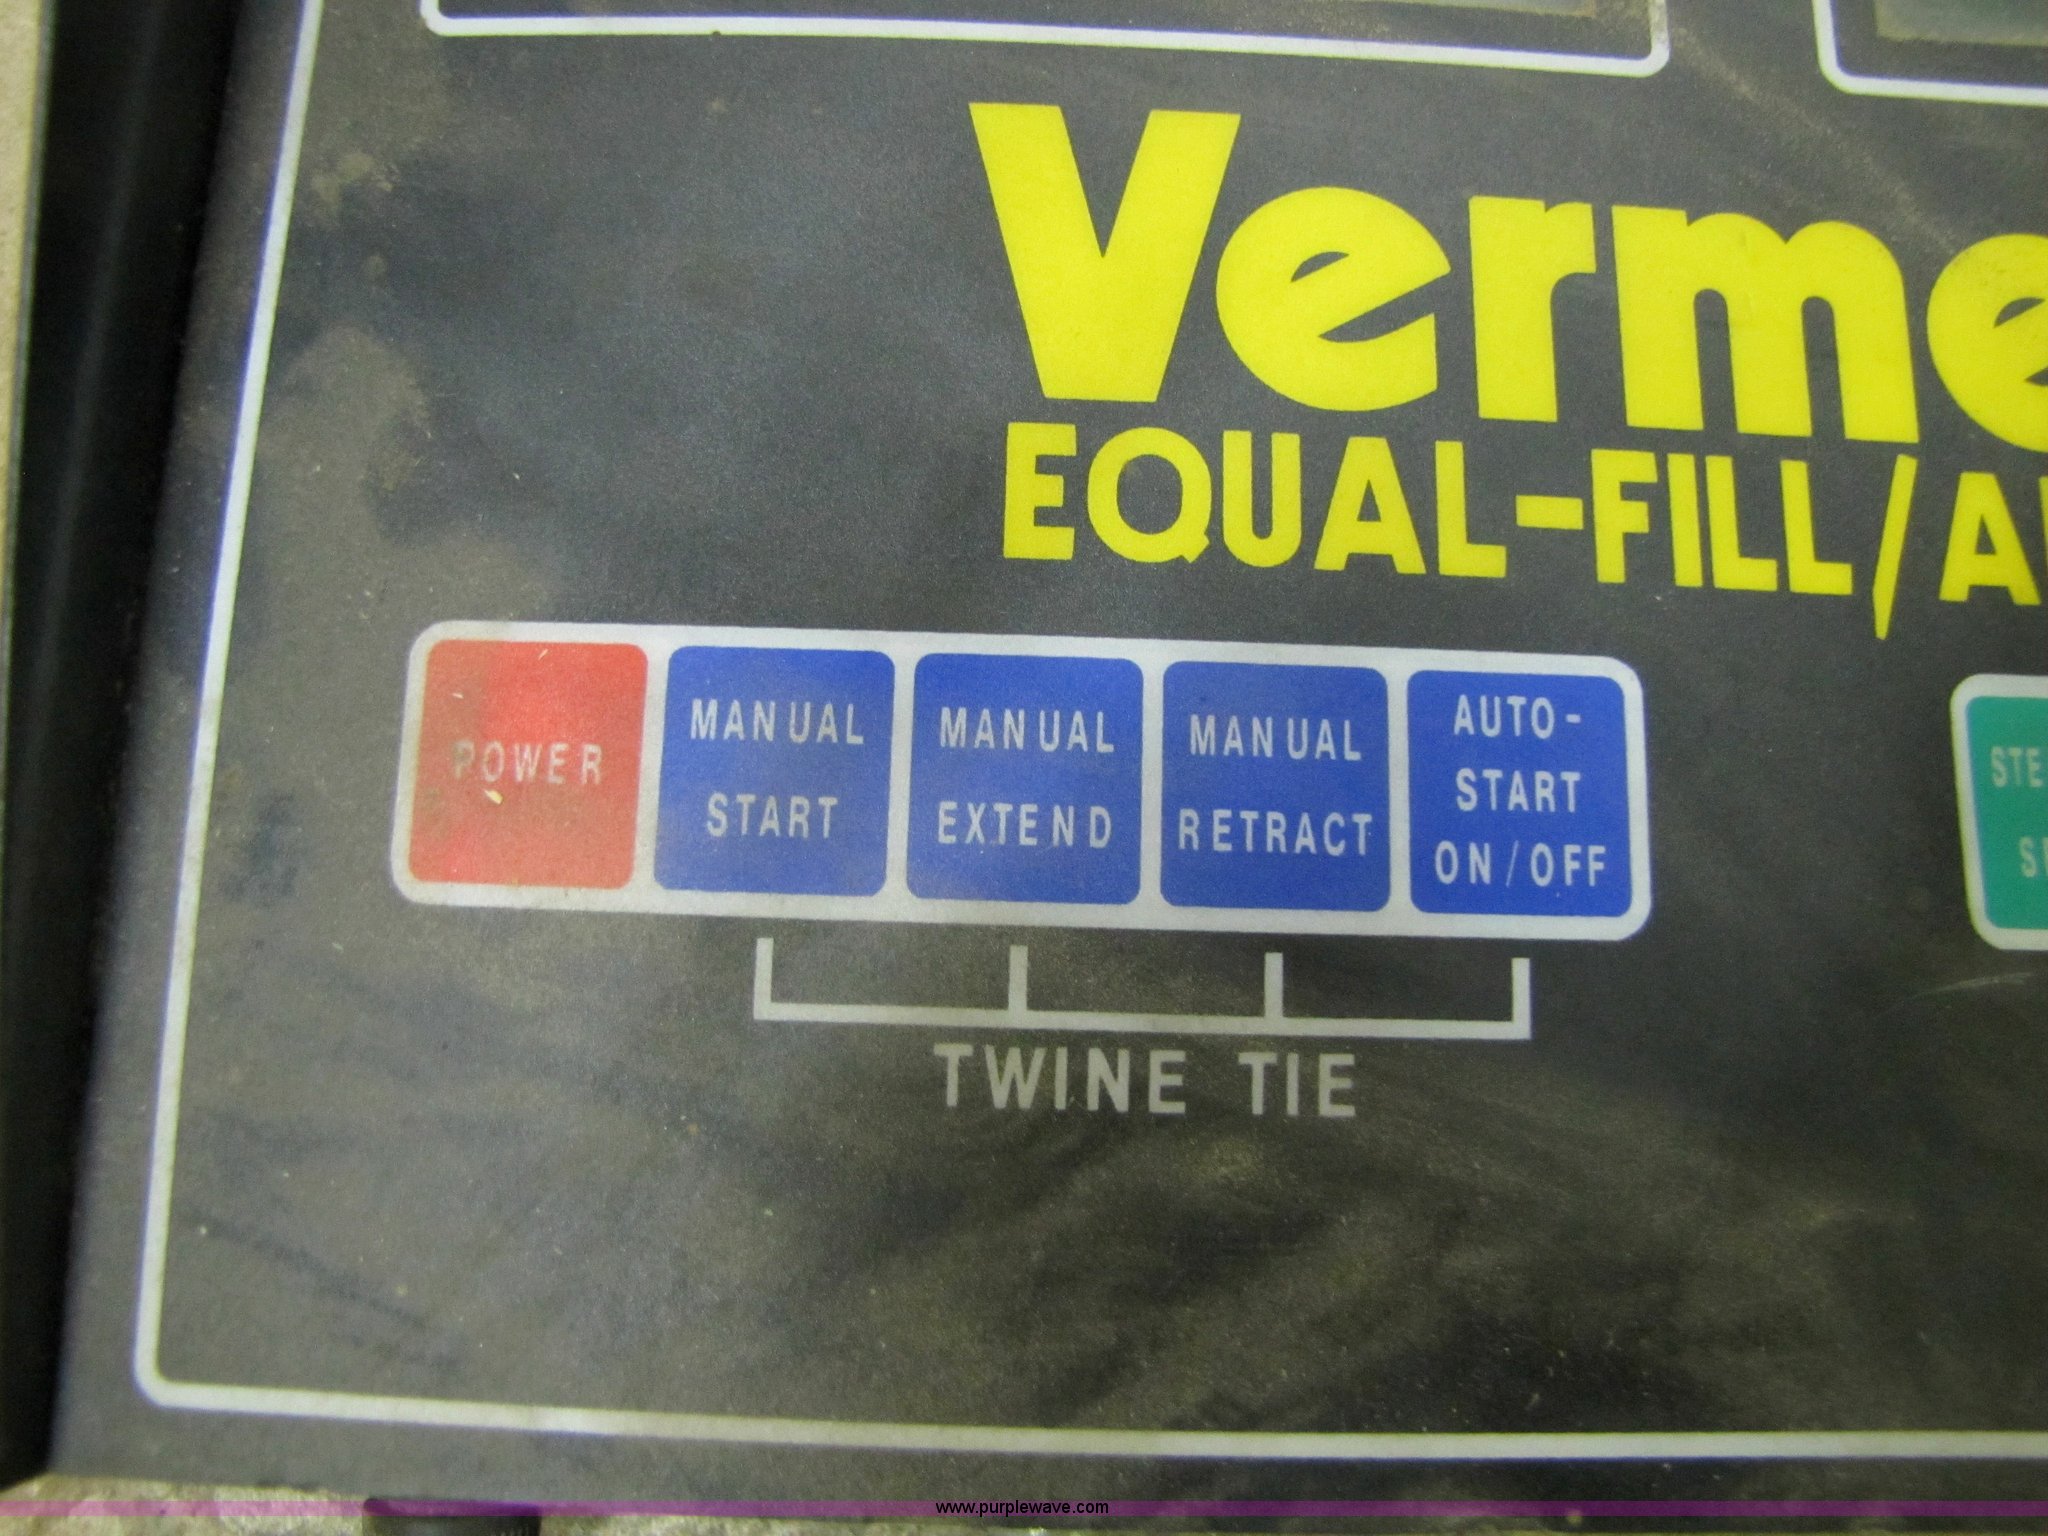 Verme
EQUAL-FILL/A
POWER
MANUAL
START
MANUAL
EXTEND
MANUAL
RETRACT
AUTO-
START
ON/OFF
STE
S
TWINE TIE
www.purplewave.com